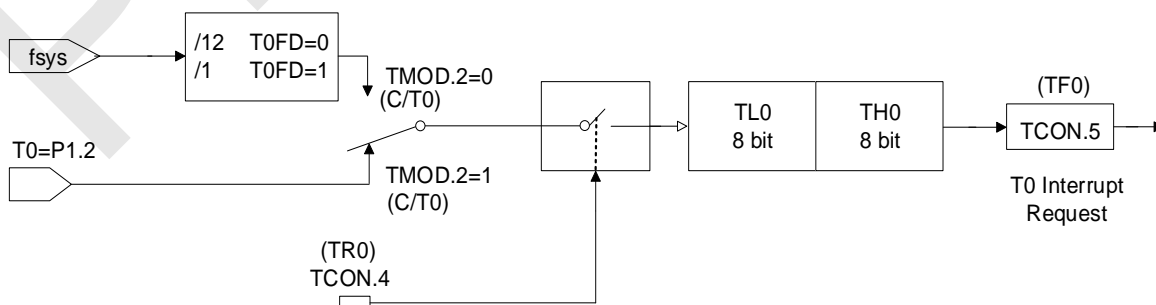 fsys
/12 T0FD=0
/1 T0FD=1
TMOD.2=0
(C/T0)
T0=P1.2
TMOD.2=1
(C/T0)
(TR0)
TCON.4
TL0
8 bit
TH0
8 bit
(TF0)
TCON.5
T0 Interrupt
Request